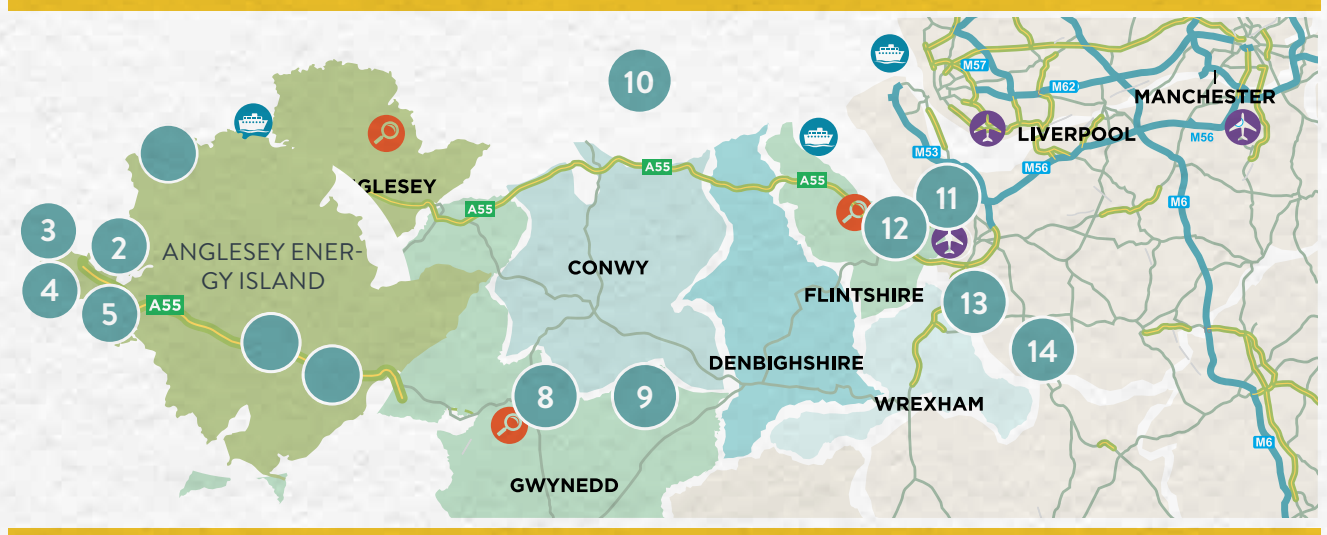 10
M57
M62
MANCHESTER
LIVERPOOL
M56
M53
M56
A55
A55
GLESEY
A55
11
M6
3
2
12
ANGLESEY ENER-
GY ISLAND
CONWY
4
5
A55
FLINTSHIRE
13
14
DENBIGHSHIRE
8
9
WREXHAM
M6
GWYNEDD